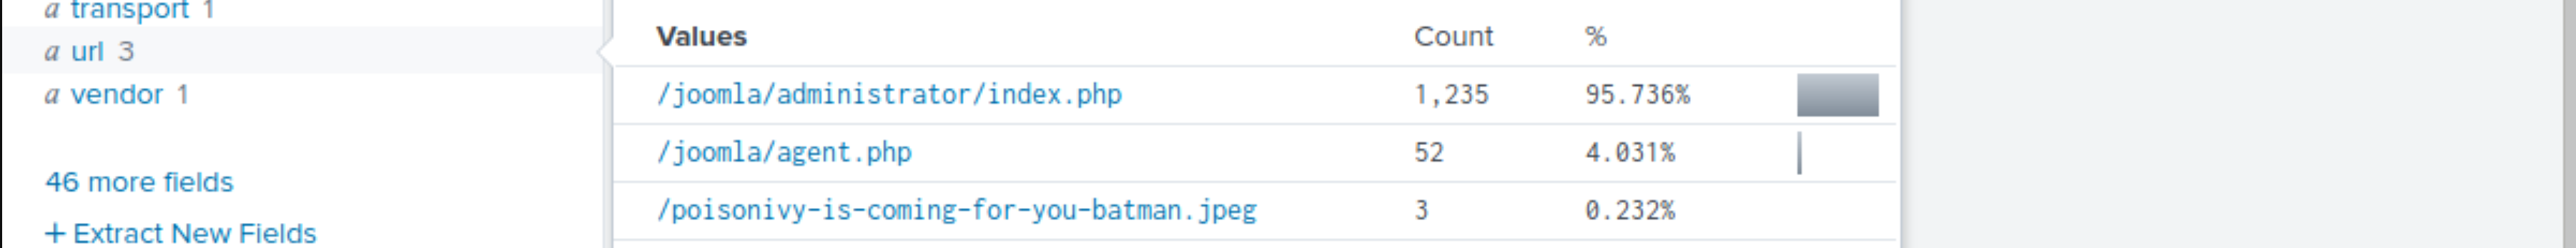 a transport 1
a url 3
a vendor 1
46 more fields
+ Extract New Fields
Values Count %
/joomla/administrator/index.php 1,235 95.736%
/joomla/agent.php 52 4.031%
/poisonivy-is-coming-for-you-batman.jpeg 3 0.232%